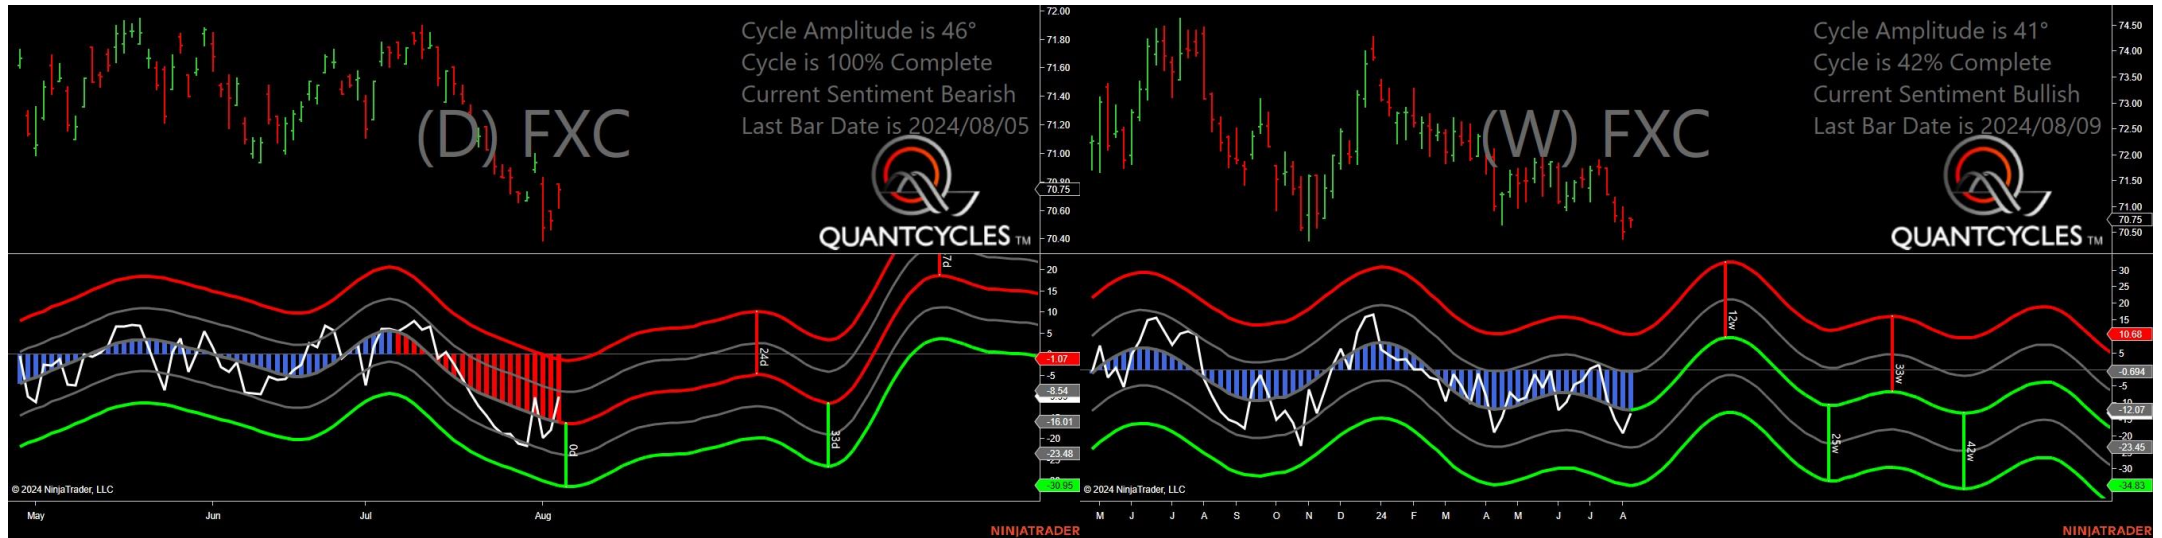 Cycle Amplitude is 46°
Cycle is 100% Complete
Current Sentiment Bearish
Last Bar Date is 2024/08/05
(D) FXC
QUANTCYCLES TM
72.00
71.80
71.60
71.40
71.20
71.00
70.80
70.75
70.60
70.40
20
15
10
5
-1.07
-5
-8.54
-16.01
-20
-23.48
-30.95
17d
24d
33d
0d
© 2024 NinjaTrader, LLC
May Jun Jul Aug
NINJATRADER
Cycle Amplitude is 41°
Cycle is 42% Complete
Current Sentiment Bullish
Last Bar Date is 2024/08/09
(W) FXC
QUANTCYCLES TM
74.50
74.00
73.50
73.00
72.50
72.00
71.50
71.00
70.75
70.50
30
25
20
15
10.68
5
-0.694
-5
-12.07
-23.45
-30
-34.83
12w
33w
25w
42w
© 2024 NinjaTrader, LLC
M J J A S O N D 24 F M A M J J A
NINJATRADER